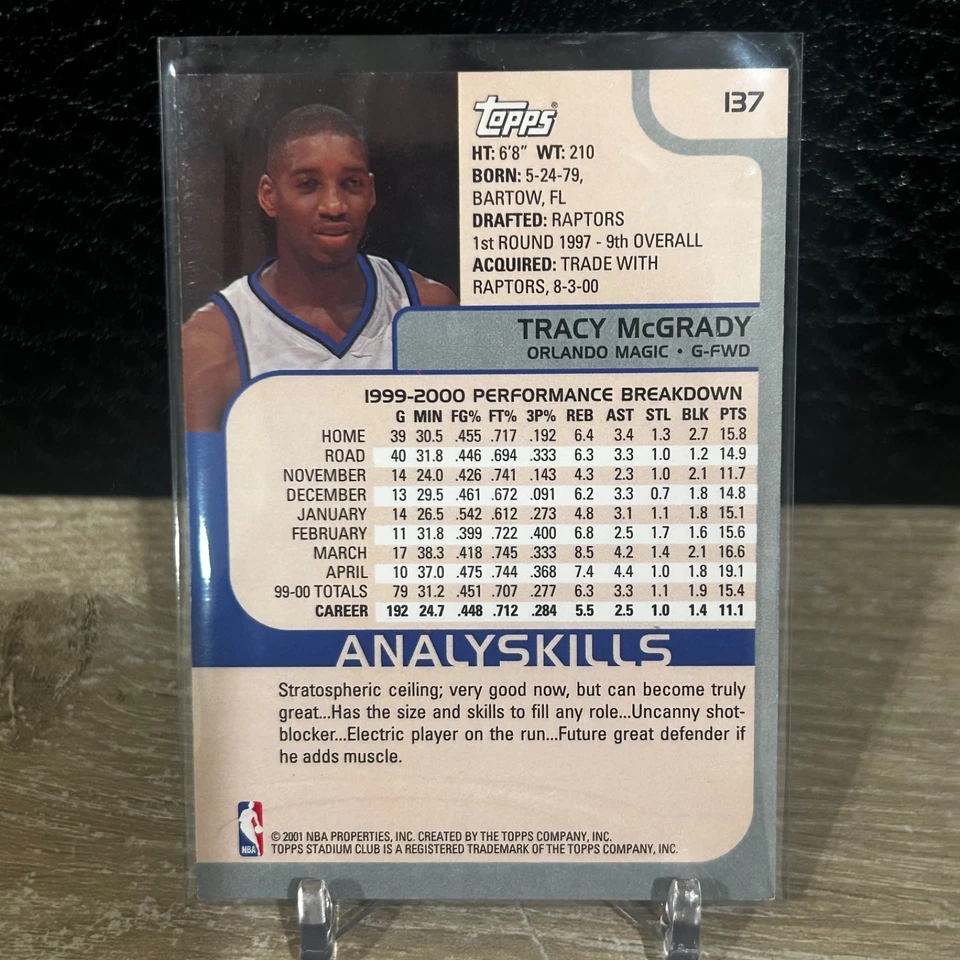 137
Topps®
HT: 6'8" WT: 210
BORN: 5-24-79,
BARTOW, FL
DRAFTED: RAPTORS
1st ROUND 1997 - 9th OVERALL
ACQUIRED: TRADE WITH
RAPTORS, 8-3-00
TRACY McGRADY
ORLANDO MAGIC • G-FWD
1999-2000 PERFORMANCE BREAKDOWN
G MIN FG% FT% 3P% REB AST STL BLK PTS
HOME 39 30.5 .455 .717 .192 6.4 3.4 1.3 2.7 15.8
ROAD 40 31.8 .446 .694 .333 6.3 3.3 1.0 1.2 14.9
NOVEMBER 14 24.0 .426 .741 .143 4.3 2.3 1.0 2.1 11.7
DECEMBER 13 29.5 .461 .672 .091 6.2 3.3 0.7 1.8 14.8
JANUARY 14 26.5 .542 .612 .273 4.8 3.1 1.1 1.8 15.1
FEBRUARY 11 31.8 .399 .722 .400 6.8 2.5 1.7 1.6 15.6
MARCH 17 38.3 .418 .745 .333 8.5 4.2 1.4 2.1 16.6
APRIL 10 37.0 .475 .744 .368 7.4 4.4 1.0 1.8 19.1
99-00 TOTALS 79 31.2 .451 .707 .277 6.3 3.3 1.1 1.9 15.4
CAREER 192 24.7 .448 .712 .284 5.5 2.5 1.0 1.4 11.1
ANALYSKILLS
Stratospheric ceiling; very good now, but can become truly
great...Has the size and skills to fill any role...Uncanny shot-
blocker...Electric player on the run...Future great defender if
he adds muscle.
NBA
© 2001 NBA PROPERTIES, INC. CREATED BY THE TOPPS COMPANY, INC.
TOPPS STADIUM CLUB IS A REGISTERED TRADEMARK OF THE TOPPS COMPANY, INC.